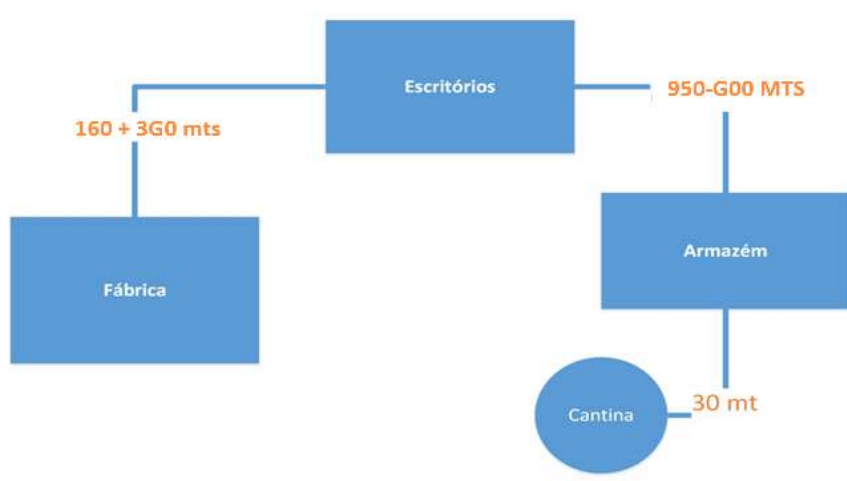 Escritórios
950-G00 MTS
160 + 3G0 mts
Armazém
Fábrica
30 mt
Cantina